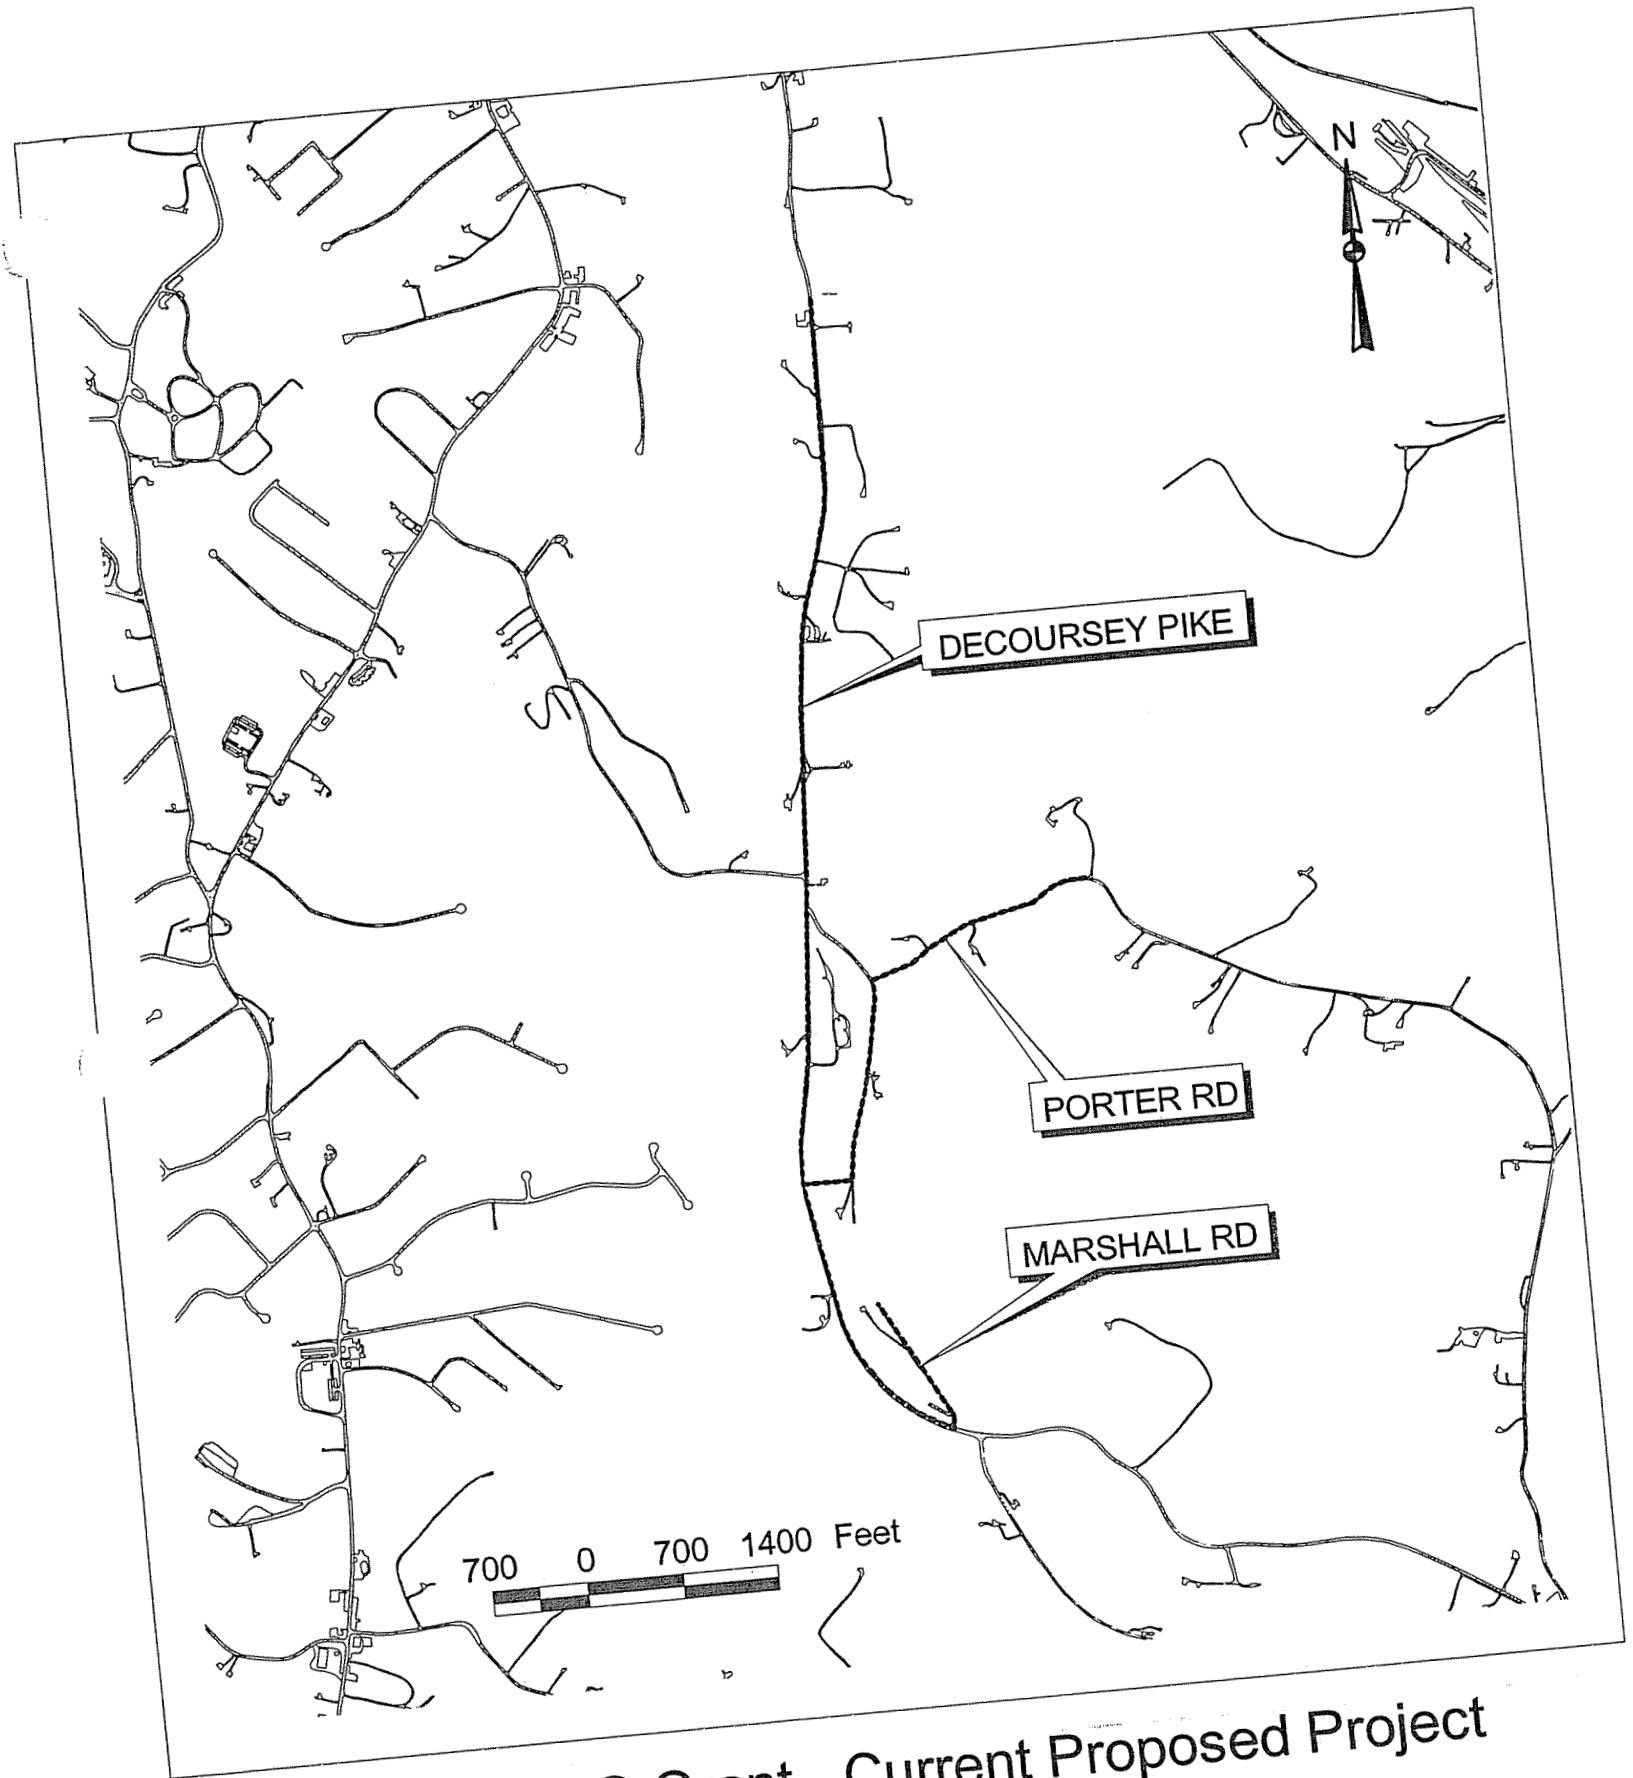 N
DECOURSEY PIKE
PORTER RD
MARSHALL RD
700 0 700 1400 Feet
Current Proposed Project